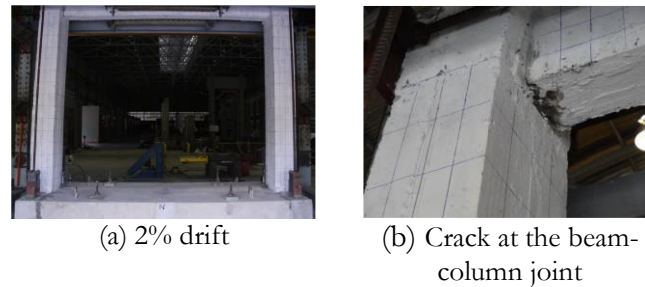 N
(a) 2% drift
(b) Crack at the beam-
column joint